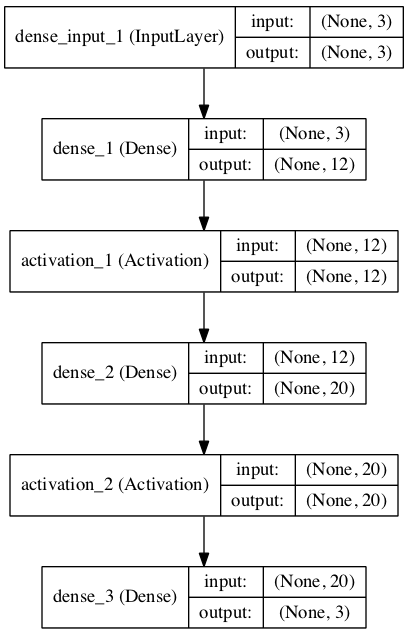 dense_input_1 (InputLayer) input: (None, 3)
output: (None, 3)
dense_1 (Dense) input: (None, 3)
output: (None, 12)
activation_1 (Activation) input: (None, 12)
output: (None, 12)
dense_2 (Dense) input: (None, 12)
output: (None, 20)
activation_2 (Activation) input: (None, 20)
output: (None, 20)
dense_3 (Dense) input: (None, 20)
output: (None, 3)